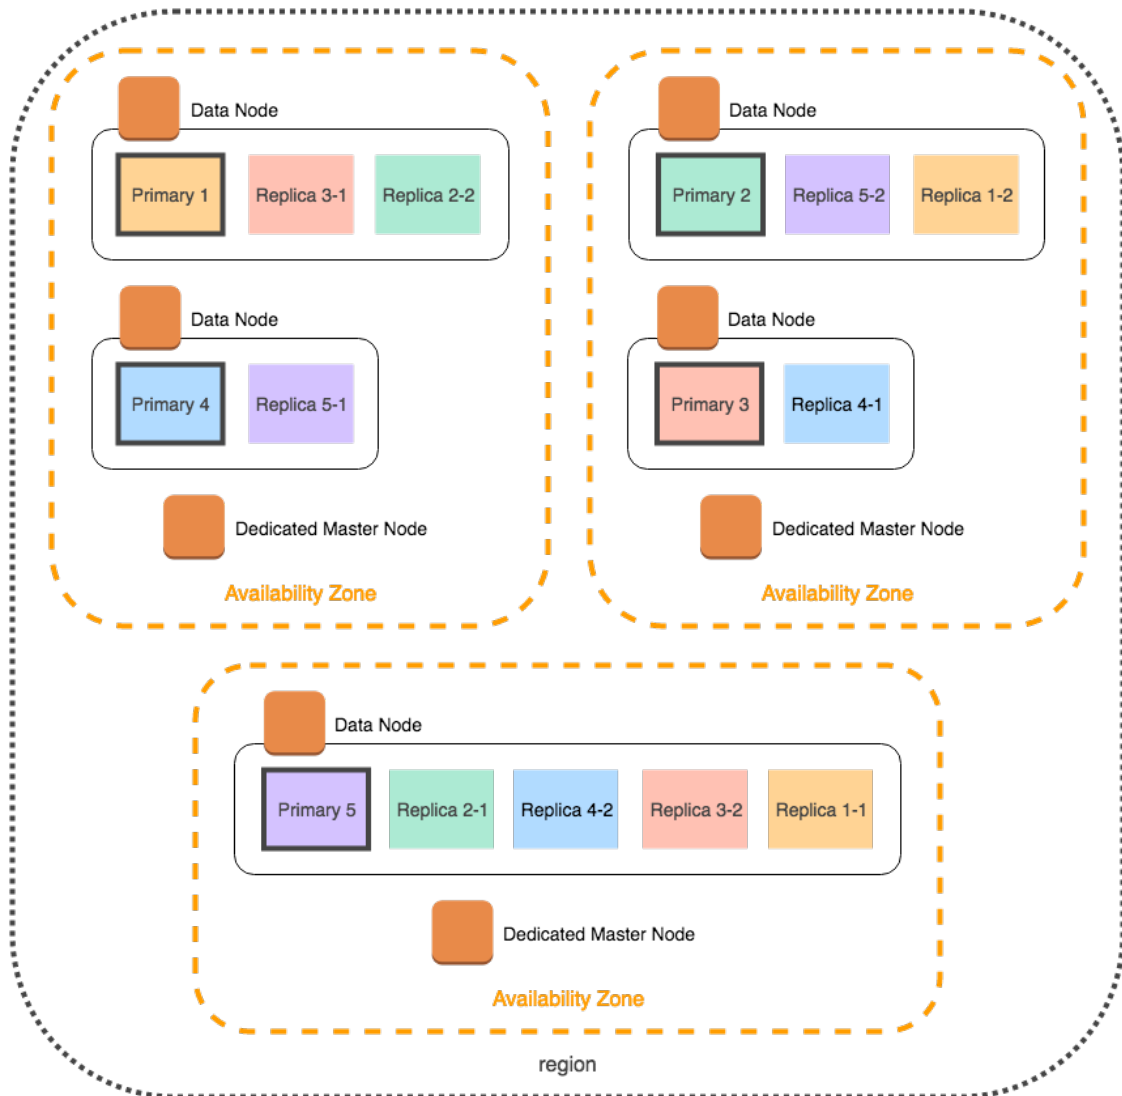 Data Node
Primary 1
Replica 3-1
Replica 2-2
Data Node
Primary 4
Replica 5-1
Dedicated Master Node
Availability Zone
Data Node
Primary 2
Replica 5-2
Replica 1-2
Data Node
Primary 3
Replica 4-1
Dedicated Master Node
Availability Zone
Data Node
Primary 5
Replica 2-1
Replica 4-2
Replica 3-2
Replica 1-1
Dedicated Master Node
Availability Zone
region